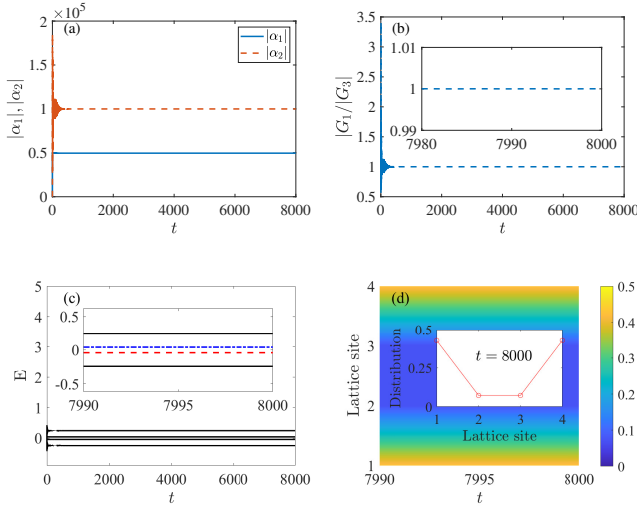 ×10⁵
(a)
|α₁|
|α₂|
2
1.5
1
0.5
0
|α₁|, |α₂|
0 2000 4000 6000 8000
t
(b)
3.5
3
2.5
2
1.5
1
0.5
|G₁/|G₃|
1.01
1
0.99
7980 7990 8000
0 2000 4000 6000 8000
t
(c)
5
4
3
2
1
0
E
0.5
0
-0.5
7990 7995 8000
0 2000 4000 6000 8000
t
(d)
4
3
2
1
Lattice site
Distribution
0.5
0.25
0
t = 8000
1 2 3 4
Lattice site
7990 7995 8000
t
0.5
0.4
0.3
0.2
0.1
0